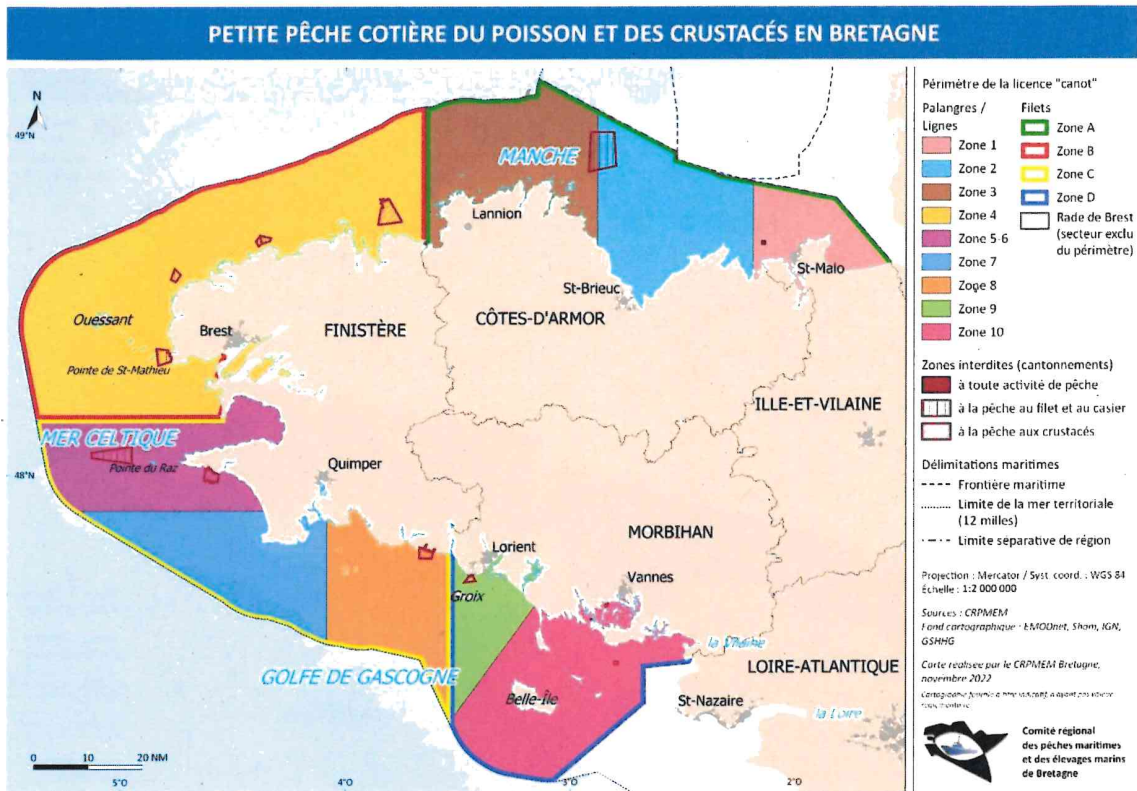 PETITE PÊCHE COTIÈRE DU POISSON ET DES CRUSTACÉS EN BRETAGNE
N
49°N
48°N
MANCHE
Lannion
St-Malo
St-Brieuc
Ouessant
Brest
FINISTÈRE
CÔTES-D'ARMOR
Pointe de St-Mathieu
ILLE-ET-VILAINE
MER CELTIQUE
Pointe du Raz
Quimper
MORBIHAN
Lorient
Vannes
Groix
la Vilaine
LOIRE-ATLANTIQUE
GOLFE DE GASCOGNE
Belle-Île
St-Nazaire
la Loire
0 10 20 NM
5°O
4°O
3°O
2°O
Périmètre de la licence "canot"
Palangres /
Lignes
Zone 1
Zone 2
Zone 3
Zone 4
Zone 5-6
Zone 7
Zone 8
Zone 9
Zone 10
Filets
Zone A
Zone B
Zone C
Zone D
Rade de Brest
(secteur exclu
du périmètre)
Zones interdites (cantonnements)
à toute activité de pêche
à la pêche au filet et au casier
à la pêche aux crustacés
Délimitations maritimes
Frontière maritime
Limite de la mer territoriale
(12 milles)
Limite séparative de région
Projection : Mercator / Syst. coord. : WGS 84
Échelle : 1:2 000 000
Sources : CRPMEM
Fond cartographique : EMODnet, Shom, IGN,
GSHHG
Carte réalisée par le CRPMEM Bretagne,
novembre 2022
Comité régional
des pêches maritimes
et des élevages marins
de Bretagne